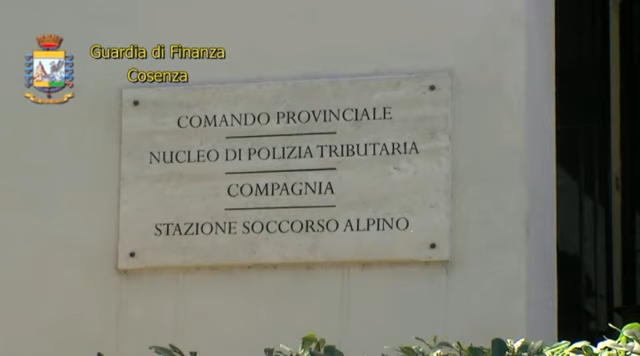 Guardia di Finanza
Cosenza
COMANDO PROVINCIALE
NUCLEO DI POLIZIA TRIBUTARIA
COMPAGNIA
STAZIONE SOCCORSO ALPINO